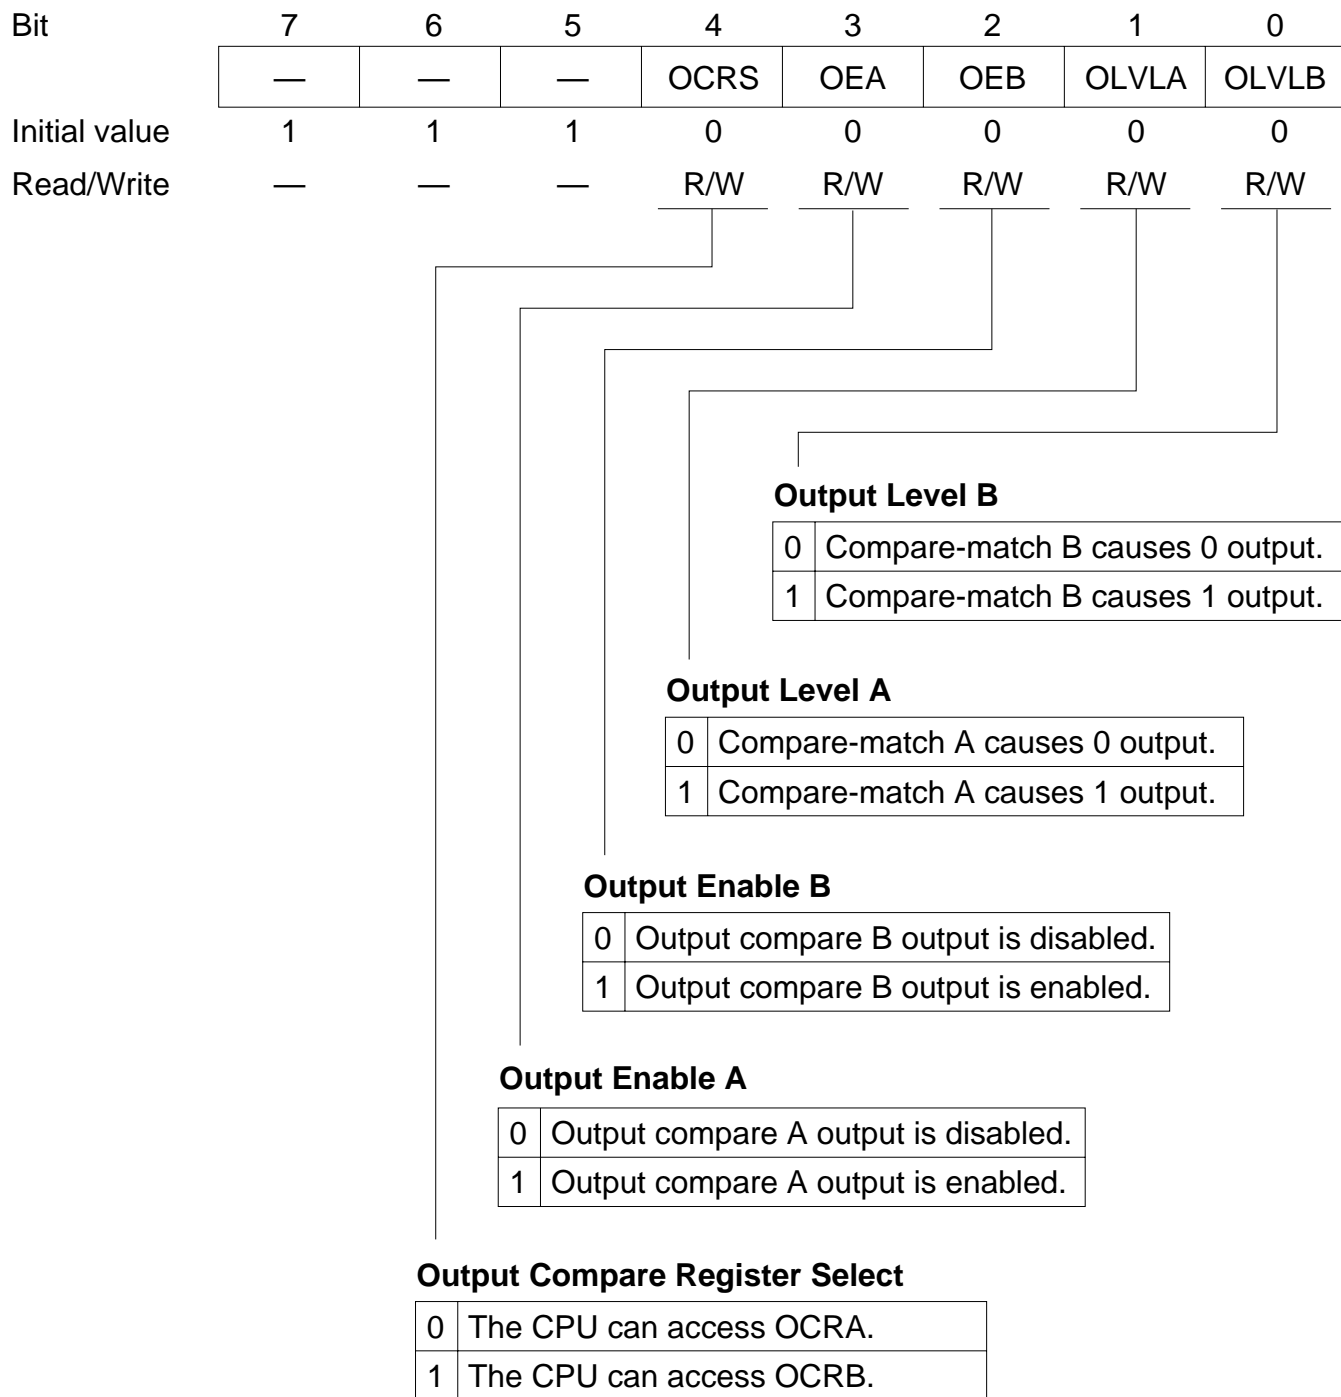 Bit 7 6 5 4 3 2 1 0
— — — OCRS OEA OEB OLVLA OLVLB
Initial value 1 1 1 0 0 0 0 0
Read/Write — — — R/W R/W R/W R/W R/W
Output Level B
0 Compare-match B causes 0 output.
1 Compare-match B causes 1 output.
Output Level A
0 Compare-match A causes 0 output.
1 Compare-match A causes 1 output.
Output Enable B
0 Output compare B output is disabled.
1 Output compare B output is enabled.
Output Enable A
0 Output compare A output is disabled.
1 Output compare A output is enabled.
Output Compare Register Select
0 The CPU can access OCRA.
1 The CPU can access OCRB.